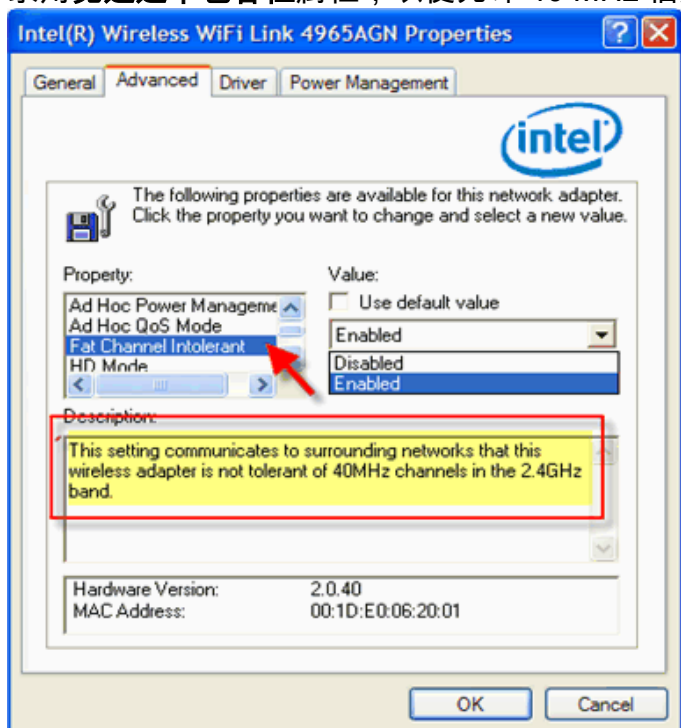 Intel(R) Wireless WiFi Link 4965AGN Properties
General Advanced Driver Power Management
intel
The following properties are available for this network adapter.
Click the property you want to change and select a new value.
Property:
Ad Hoc Power Manageme
Ad Hoc QoS Mode
Fat Channel Intolerant
HD Mode
Value:
Use default value
Enabled
Disabled
Enabled
Description:
This setting communicates to surrounding networks that this
wireless adapter is not tolerant of 40MHz channels in the 2.4GHz
band.
Hardware Version: 2.0.40
MAC Address: 00:1D:E0:06:20:01
OK Cancel